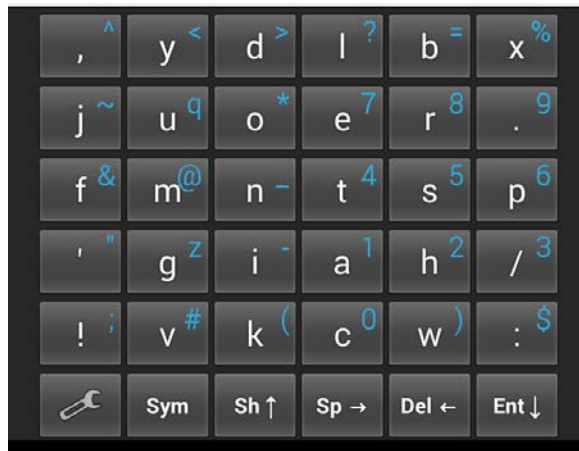 , ^ y < d > l ? b = x %
j ~ u q o * e 7 r 8 . 9
f & m @ n _ t 4 s 5 p 6
' " g z i - a 1 h 2 / 3
! ; v # k ( c 0 w ) : $
Sym Sh ↑ Sp → Del ← Ent ↓